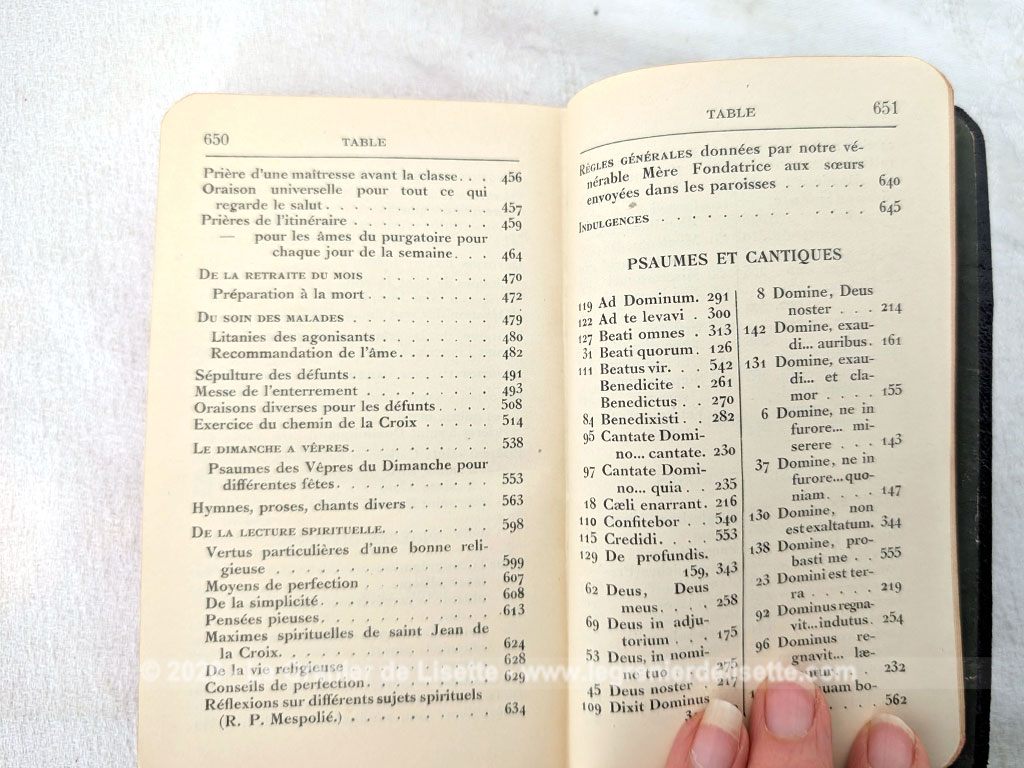 650
TABLE
Prière d'une maîtresse avant la classe. . . 456
Oraison universelle pour tout ce qui
regarde le salut . . . . . . . . . . 457
Prières de l'itinéraire . . . . . . . . . 459
— pour les âmes du purgatoire pour
chaque jour de la semaine. . . 464
DE LA RETRAITE DU MOIS . . . . . . . . 470
Préparation à la mort . . . . . . . . . 472
DU SOIN DES MALADES . . . . . . . . . 479
Litanies des agonisants . . . . . . . . 480
Recommandation de l'âme. . . . . . . 482
Sépulture des défunts. . . . . . . . . 491
Messe de l'enterrement . . . . . . . . 493
Oraisons diverses pour les défunts. . . . . 508
Exercice du chemin de la Croix . . . . . 514
LE DIMANCHE A VÊPRES. . . . . . . . . 538
Psaumes des Vêpres du Dimanche pour
différentes fêtes. . . . . . . . . . . 553
Hymnes, proses, chants divers . . . . . . 563
DE LA LECTURE SPIRITUELLE. . . . . . . 598
Vertus particulières d'une bonne reli-
gieuse . . . . . . . . . . . . . 599
Moyens de perfection . . . . . . . . 607
De la simplicité. . . . . . . . . . . 608
Pensées pieuses. . . . . . . . . . . 613
Maximes spirituelles de saint Jean de
la Croix. . . . . . . . . . . . . 624
De la vie religieuse . . . . . . . . . 628
Conseils de perfection. . . . . . . . . 629
Réflexions sur différents sujets spirituels
(R. P. Mespolié.) . . . . . . . . . . 634
TABLE
651
RÈGLES GÉNÉRALES données par notre vé-
nérable Mère Fondatrice aux sœurs
envoyées dans les paroisses . . . . . . 640
INDULGENCES . . . . . . . . . . . . 645
PSAUMES ET CANTIQUES
119 Ad Dominum. 291
122 Ad te levavi . 300
127 Beati omnes . 313
31 Beati quorum. 126
111 Beatus vir. . . 542
Benedicite . . 261
Benedictus . . 270
84 Benedixisti . . 282
95 Cantate Domi-
no... cantate. 230
97 Cantate Domi-
no... quia . . 235
18 Cæli enarrant. 216
110 Confitebor . . 540
115 Credidi. . . . 553
129 De profundis.
159, 343
62 Deus, Deus
meus. . . . . 258
69 Deus in adju-
torium . . . 175
53 Deus, in nomi-
ne tuo . . 275
45 Deus noster . 217
109 Dixit Dominus
8 Domine, Deus
noster . . . 214
142 Domine, exau-
di... auribus. 161
131 Domine, exau-
di... et cla-
mor . . . . 155
6 Domine, ne in
furore... mi-
serere . . . 143
37 Domine, ne in
furore...quo-
niam. . . . 147
130 Domine, non
est exaltatum. 344
138 Domine, pro-
basti me . . 555
23 Domini est ter-
ra . . . . . 219
92 Dominus regna-
vit...indutus. 254
96 Dominus re-
gnavit... læ-
232
uam bo-
562
de Lisette www.legrenierdelisette.com